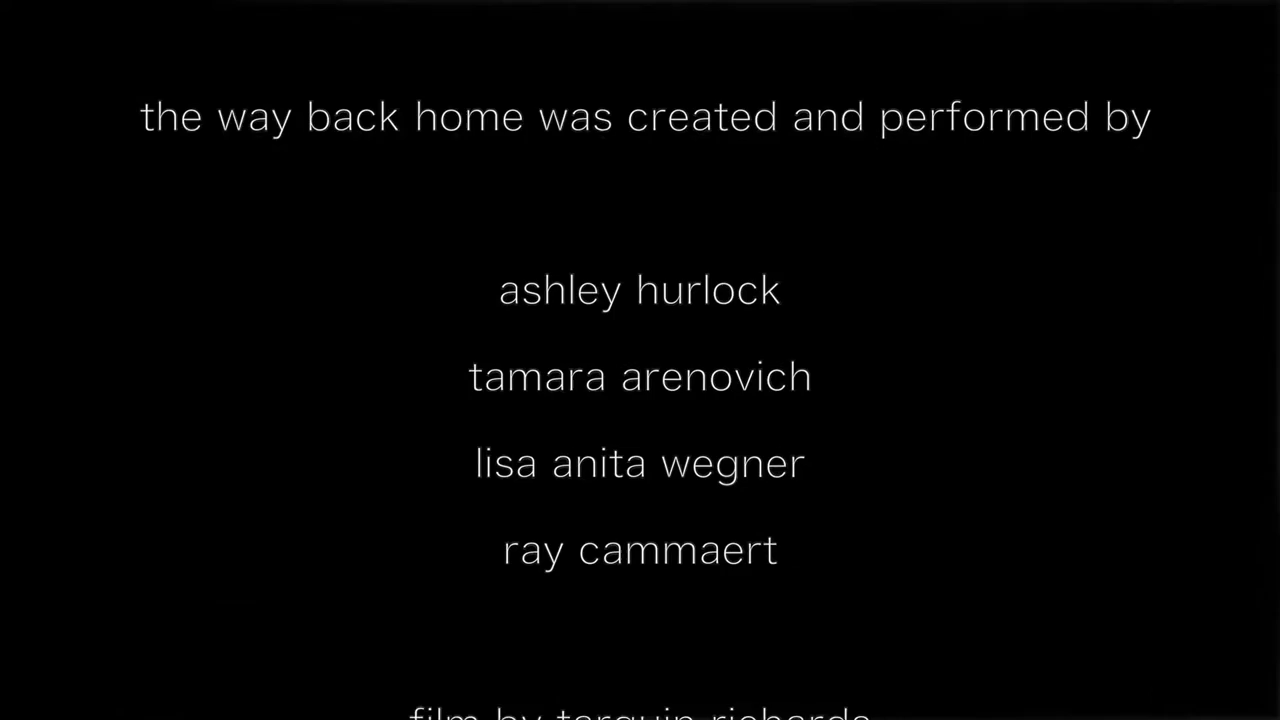 the way back home was created and performed by
ashley hurlock
tamara arenovich
lisa anita wegner
ray cammaert
film by tarquin richards